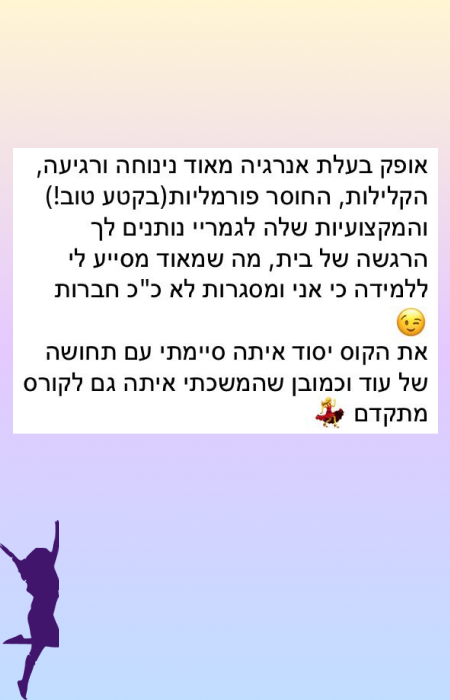 אופק בעלת אנרגיה מאוד נינוחה ורגיעה,
הקלילות, החוסר פורמליות(בקטע טוב!)
והמקצועיות שלה לגמריי נותנים לך
הרגשה של בית, מה שמאוד מסייע לי
ללמידה כי אני ומסגרות לא כ"כ חברות
😉
את הקוס יסוד איתה סיימתי עם תחושה
של עוד וכמובן שהמשכתי איתה גם לקורס
מתקדם 💃